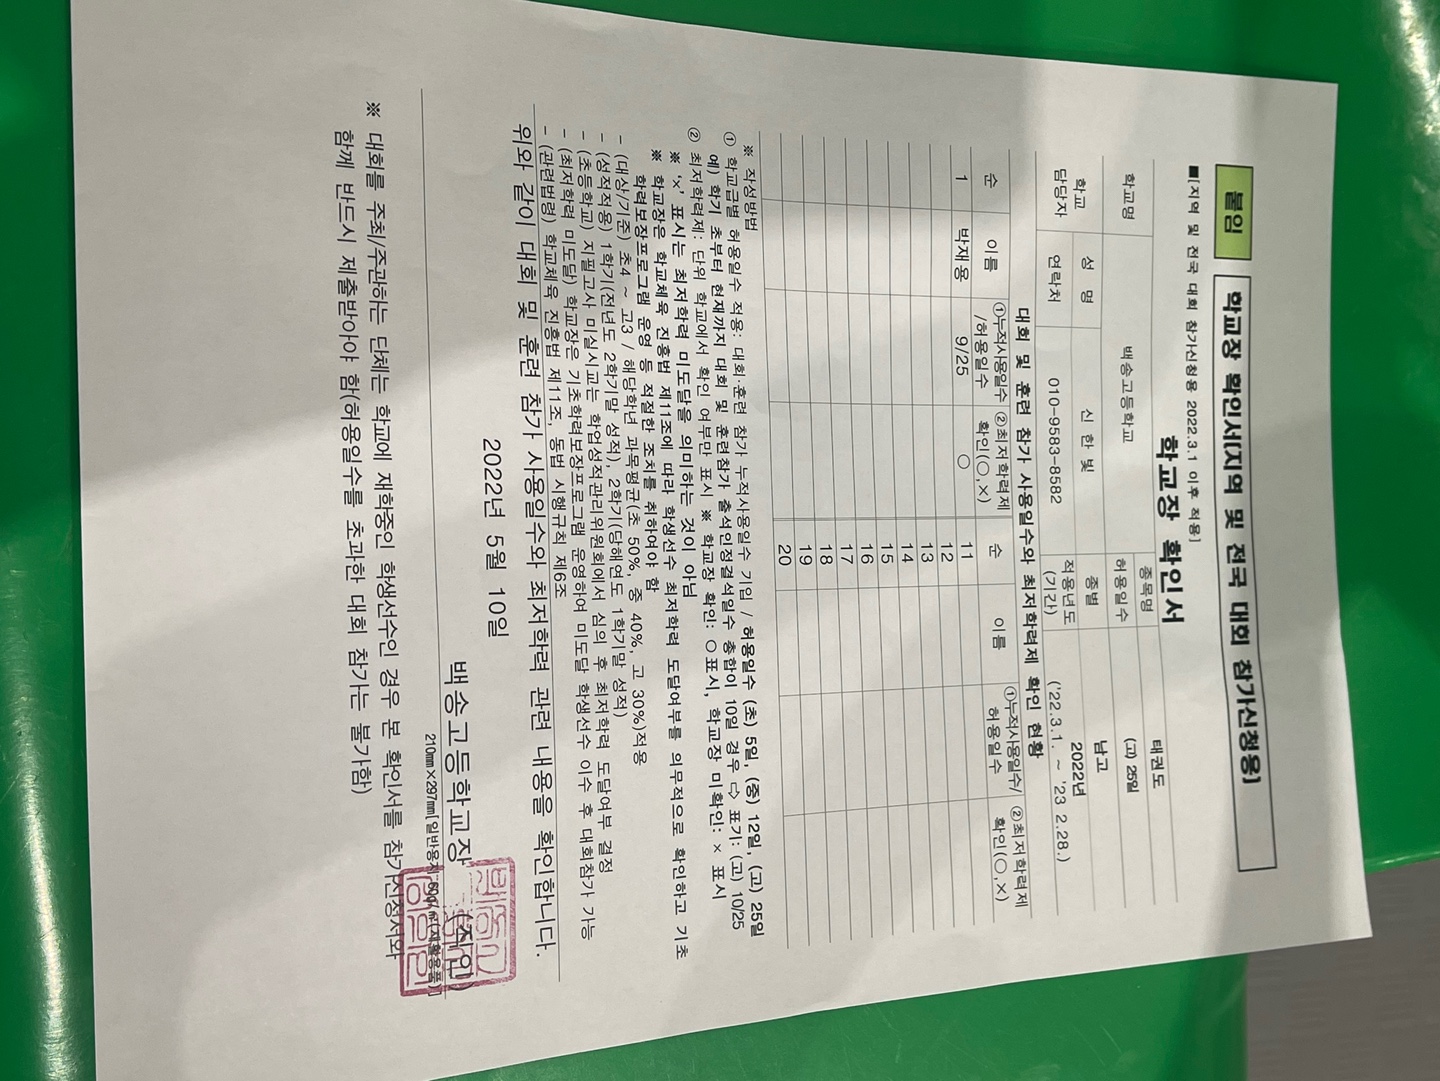 붙임 학교장 확인서(지역 및 전국 대회 참가신청용)
■[지역 및 전국 대회 참가신청용 2022.3.1 이후 적용]
학교장 확인서
학교명 백송고등학교 종목명 태권도
허용일수 (고) 25일
학교 담당자 성 명 신 한 빛 종별 남고
연락처 010-9583-8582 적용년도 (기간) 2022년 ('22.3.1. ~ '23 2.28.)
대회 및 훈련 참가 사용일수와 최저학력제 확인 현황
순 이름 ①누적사용일수/허용일수 ②최저학력제 확인(○,×) 순 이름 ①누적사용일수/허용일수 ②최저학력제 확인(○,×)
1 박재용 9/25 ○ 11
12
13
14
15
16
17
18
19
20
※ 작성방법
① 학교급별 허용일수 적용: 대회·훈련 참가 누적사용일수 기입 / 허용일수 (초) 5일, (중) 12일, (고) 25일
예) 학기 초부터 현재까지 대회 및 훈련참가 출석인정결석일수 총합이 10일 경우 ⇨ 표기: (고) 10/25
② 최저학력제: 단위 학교에서 확인 여부만 표시 ※ 학교장 확인: ○표시, 학교장 미확인: × 표시
※ '×' 표시는 최저학력 미도달을 의미하는 것이 아님
※ 학교장은 학교체육 진흥법 제11조에 따라 학생선수 최저학력 도달여부를 의무적으로 확인하고 기초
학력보장프로그램 운영 등 적절한 조치를 취하여야 함
- (대상/기준) 초4 ~ 고3 / 해당학년 과목평균(초 50%, 중 40%, 고 30%)적용
- (성적적용) 1학기(전년도 2학기말 성적), 2학기(당해연도 1학기말 성적)
- (초등학교) 지필고사 미실시교는 학업성적관리위원회에서 심의 후 최저학력 도달여부 결정
- (최저학력 미도달) 학교장은 기초학력보장프로그램 운영하여 미도달 학생선수 이수 후 대회참가 가능
- (관련법령) 학교체육 진흥법 제11조, 동법 시행규칙 제6조
위와 같이 대회 및 훈련 참가 사용일수와 최저학력 관련 내용을 확인합니다.
2022년 5월 10일
백송고등학교장 (직인)
210mm×297mm[일반용지 60g/㎡(재활용품)]
※ 대회를 주최/주관하는 단체는 학교에 재학중인 학생선수인 경우 본 확인서를 참가신청서와
함께 반드시 제출받아야 함(허용일수를 초과한 대회 참가는 불가함)